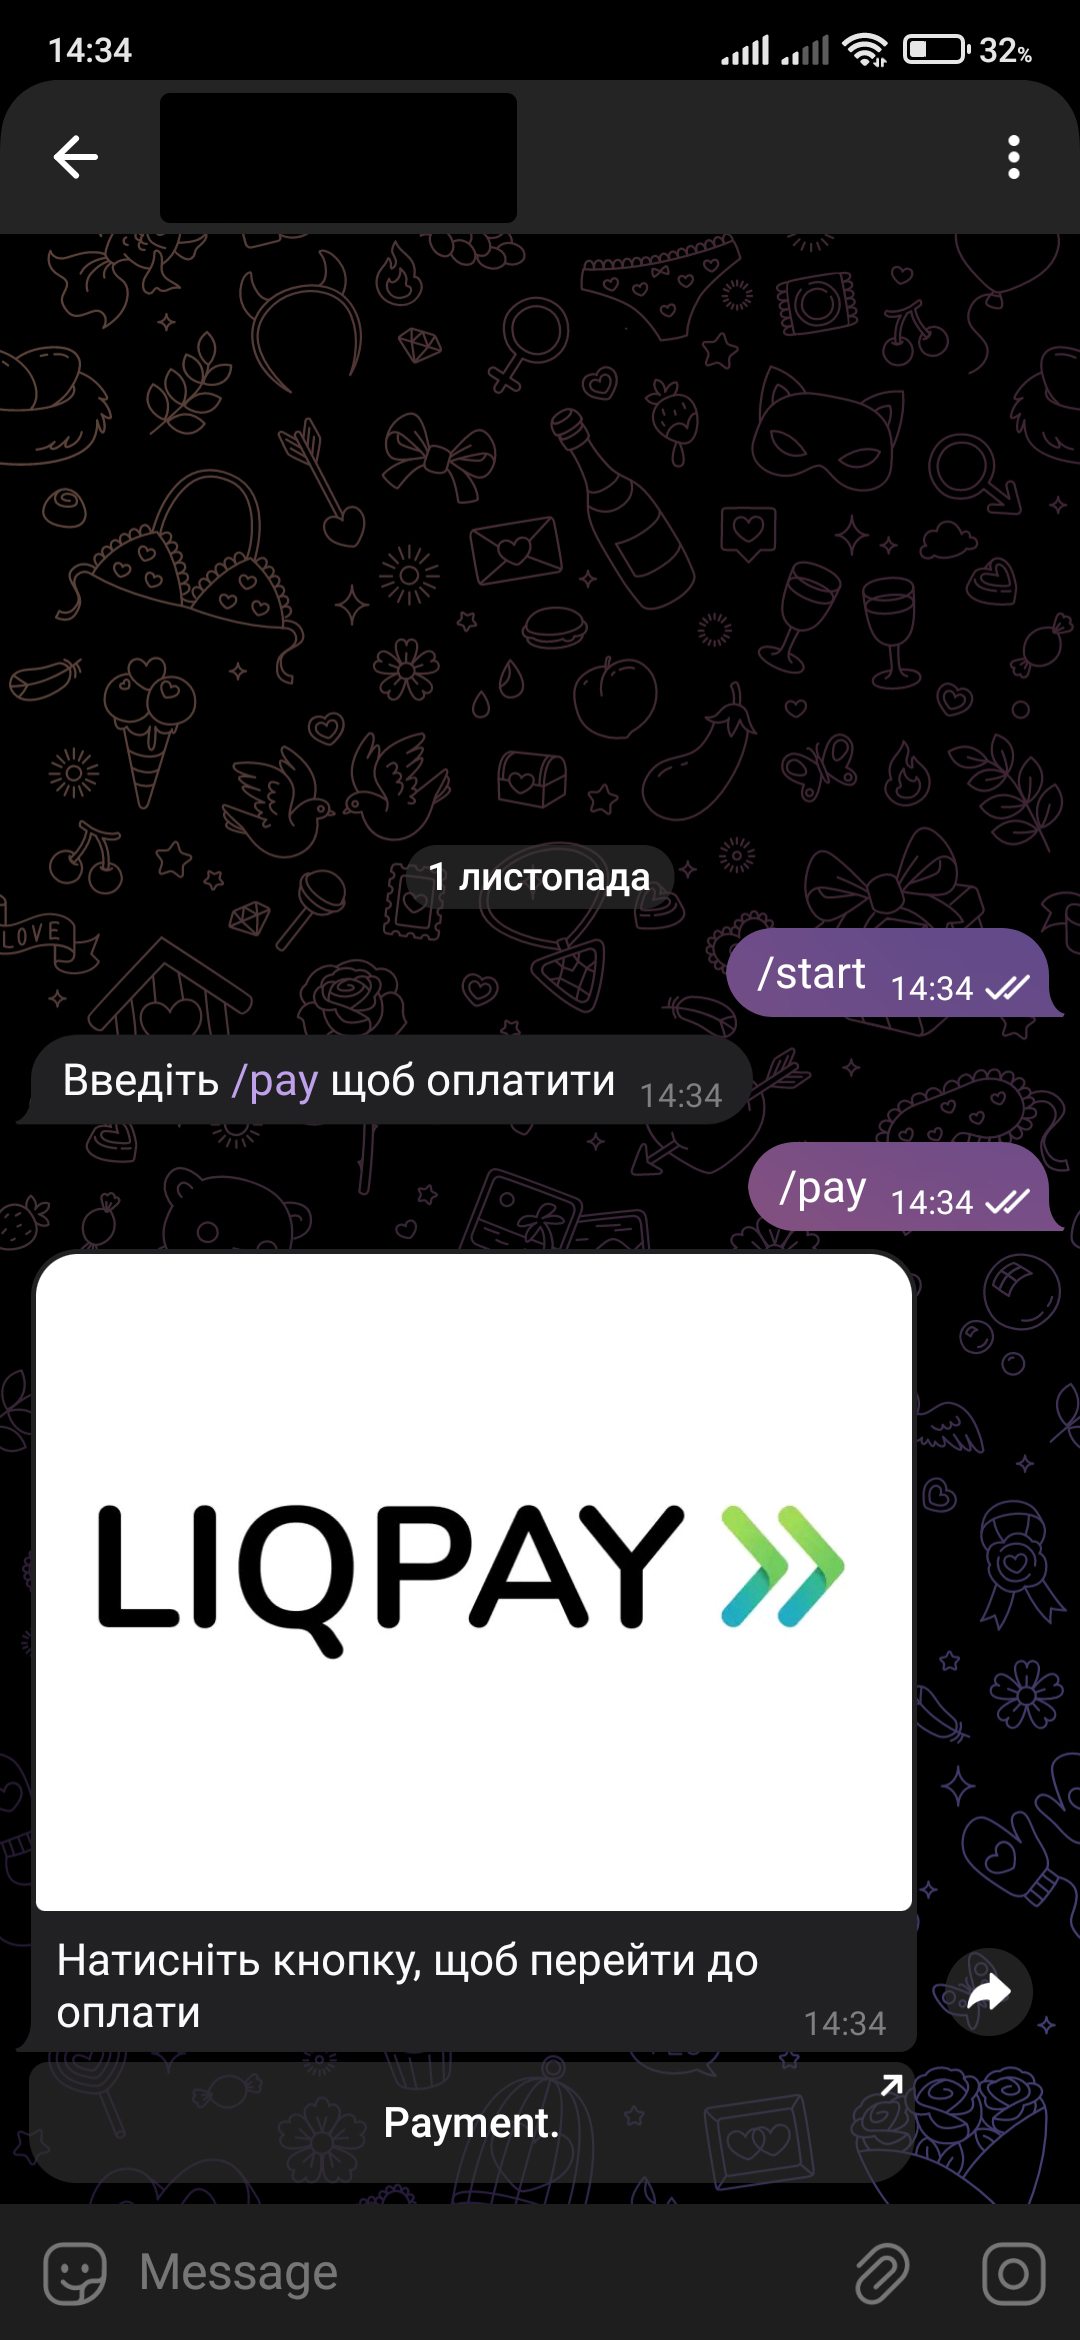 14:34
32%
1 листопада
LOVE
/start 14:34
Введіть /pay щоб оплатити 14:34
/pay 14:34
LIQPAY
Натисніть кнопку, щоб перейти до
оплати 14:34
Payment.
Message